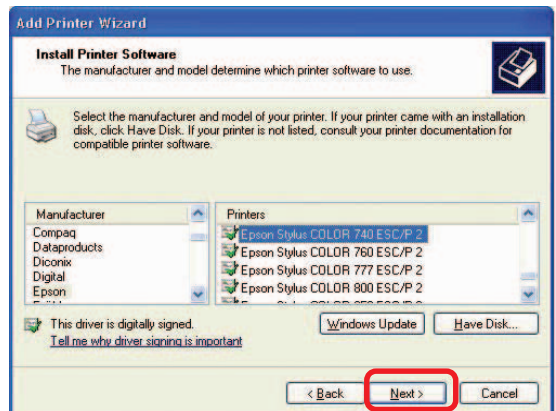 Add Printer Wizard
Install Printer Software
The manufacturer and model determine which printer software to use.
Select the manufacturer and model of your printer. If your printer came with an installation
disk, click Have Disk. If your printer is not listed, consult your printer documentation for
compatible printer software.
Manufacturer
Compaq
Dataproducts
Diconix
Digital
Epson
Printers
Epson Stylus COLOR 740 ESC/P 2
Epson Stylus COLOR 760 ESC/P 2
Epson Stylus COLOR 777 ESC/P 2
Epson Stylus COLOR 800 ESC/P 2
This driver is digitally signed.
Tell me why driver signing is important
Windows Update
Have Disk...
< Back
Next >
Cancel